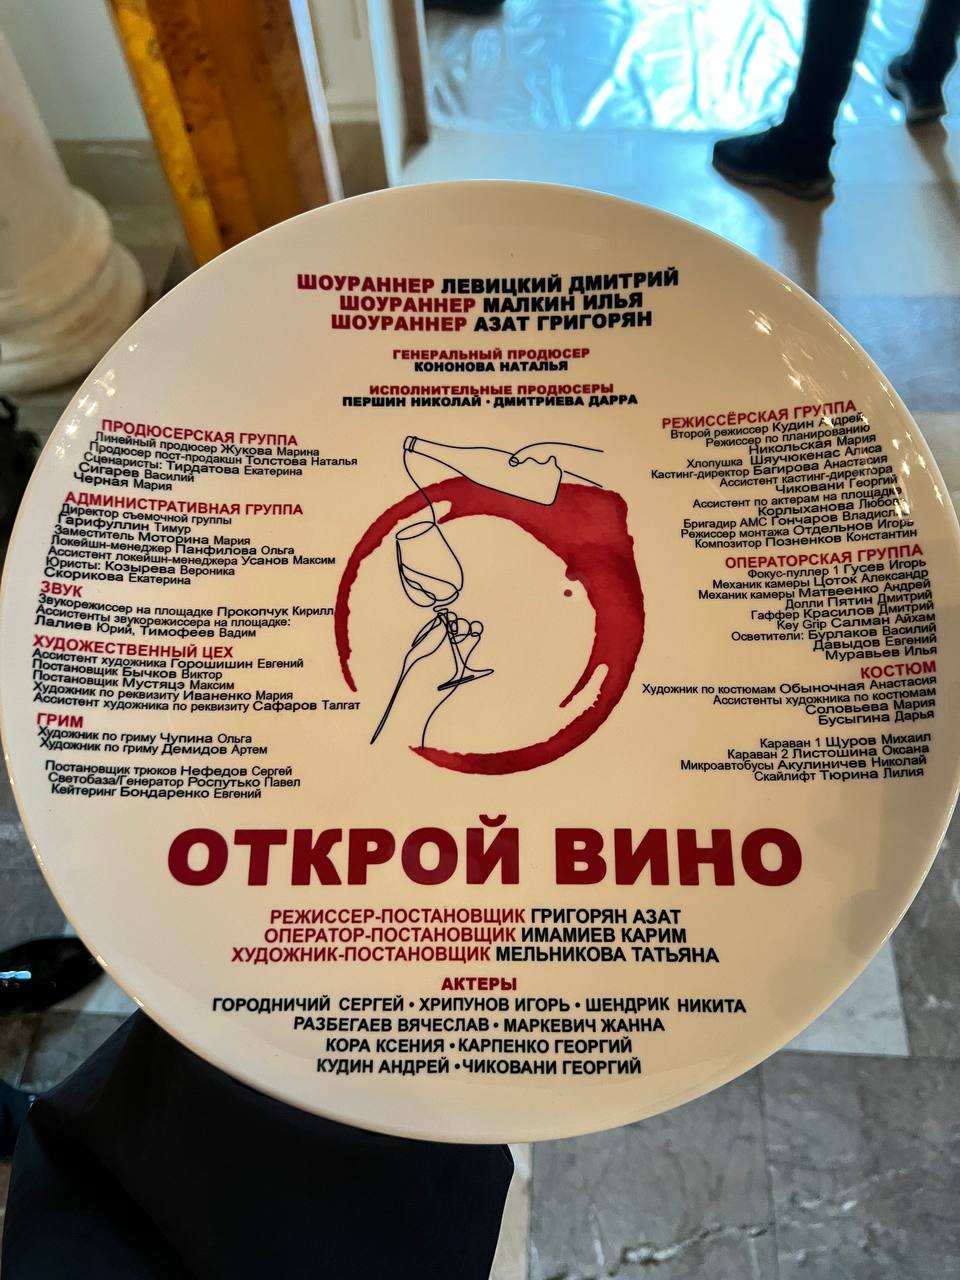 ШОУРАННЕР ЛЕВИЦКИЙ ДМИТРИЙ
ШОУРАННЕР МАЛКИН ИЛЬЯ
ШОУРАННЕР АЗАТ ГРИГОРЯН
ГЕНЕРАЛЬНЫЙ ПРОДЮСЕР
КОНОНОВА НАТАЛЬЯ
ИСПОЛНИТЕЛЬНЫЕ ПРОДЮСЕРЫ
ПЕРШИН НИКОЛАЙ • ДМИТРИЕВА ДАРРА
ПРОДЮСЕРСКАЯ ГРУППА
Линейный продюсер Жукова Марина
Продюсер пост-продакшн Толстова Наталья
Сценаристы: Тирдатова Екатерина
Сигарев Василий
Черная Мария
АДМИНИСТРАТИВНАЯ ГРУППА
Директор съемочной группы
Гарифуллин Тимур
Заместитель Моторина Мария
Локейшн-менеджер Панфилова Ольга
Ассистент локейшн-менеджера Усанов Максим
Юристы: Козырева Вероника
Скорикова Екатерина
ЗВУК
Звукорежиссер на площадке Прокопчук Кирилл
Ассистенты звукорежиссера на площадке:
Лалиев Юрий, Тимофеев Вадим
ХУДОЖЕСТВЕННЫЙ ЦЕХ
Ассистент художника Горошишин Евгений
Постановщик Бычков Виктор
Постановщик Мустяцэ Максим
Художник по реквизиту Иваненко Мария
Ассистент художника по реквизиту Сафаров Талгат
ГРИМ
Художник по гриму Чупина Ольга
Художник по гриму Демидов Артем
Постановщик трюков Нефедов Сергей
Светобаза/Генератор Роспутько Павел
Кейтеринг Бондаренко Евгений
РЕЖИССЁРСКАЯ ГРУППА
Второй режиссер Кудин Андрей
Режиссер по планированию
Никольская Мария
Хлопушка Шяучюкенас Алиса
Кастинг-директор Багирова Анастасия
Ассистент кастинг-директора
Чиковани Георгий
Ассистент по актерам на площадке
Корлыханова Любовь
Бригадир АМС Гончаров Владислав
Режиссер монтажа Отдельнов Игорь
Композитор Позненков Константин
ОПЕРАТОРСКАЯ ГРУППА
Фокус-пуллер 1 Гусев Игорь
Механик камеры Цоток Александр
Механик камеры Матвеенко Андрей
Долли Пятин Дмитрий
Гаффер Красилов Дмитрий
Key Grip Салман Айхам
Осветители: Бурлаков Василий
Давыдов Евгений
Муравьев Илья
КОСТЮМ
Художник по костюмам Обыночная Анастасия
Ассистенты художника по костюмам
Соловьева Мария
Бусыгина Дарья
Караван 1 Щуров Михаил
Караван 2 Листошина Оксана
Микроавтобусы Акулиничев Николай
Скайлифт Тюрина Лилия
ОТКРОЙ ВИНО
РЕЖИССЕР-ПОСТАНОВЩИК ГРИГОРЯН АЗАТ
ОПЕРАТОР-ПОСТАНОВЩИК ИМАМИЕВ КАРИМ
ХУДОЖНИК-ПОСТАНОВЩИК МЕЛЬНИКОВА ТАТЬЯНА
АКТЕРЫ
ГОРОДНИЧИЙ СЕРГЕЙ • ХРИПУНОВ ИГОРЬ • ШЕНДРИК НИКИТА
РАЗБЕГАЕВ ВЯЧЕСЛАВ • МАРКЕВИЧ ЖАННА
КОРА КСЕНИЯ • КАРПЕНКО ГЕОРГИЙ
КУДИН АНДРЕЙ • ЧИКОВАНИ ГЕОРГИЙ